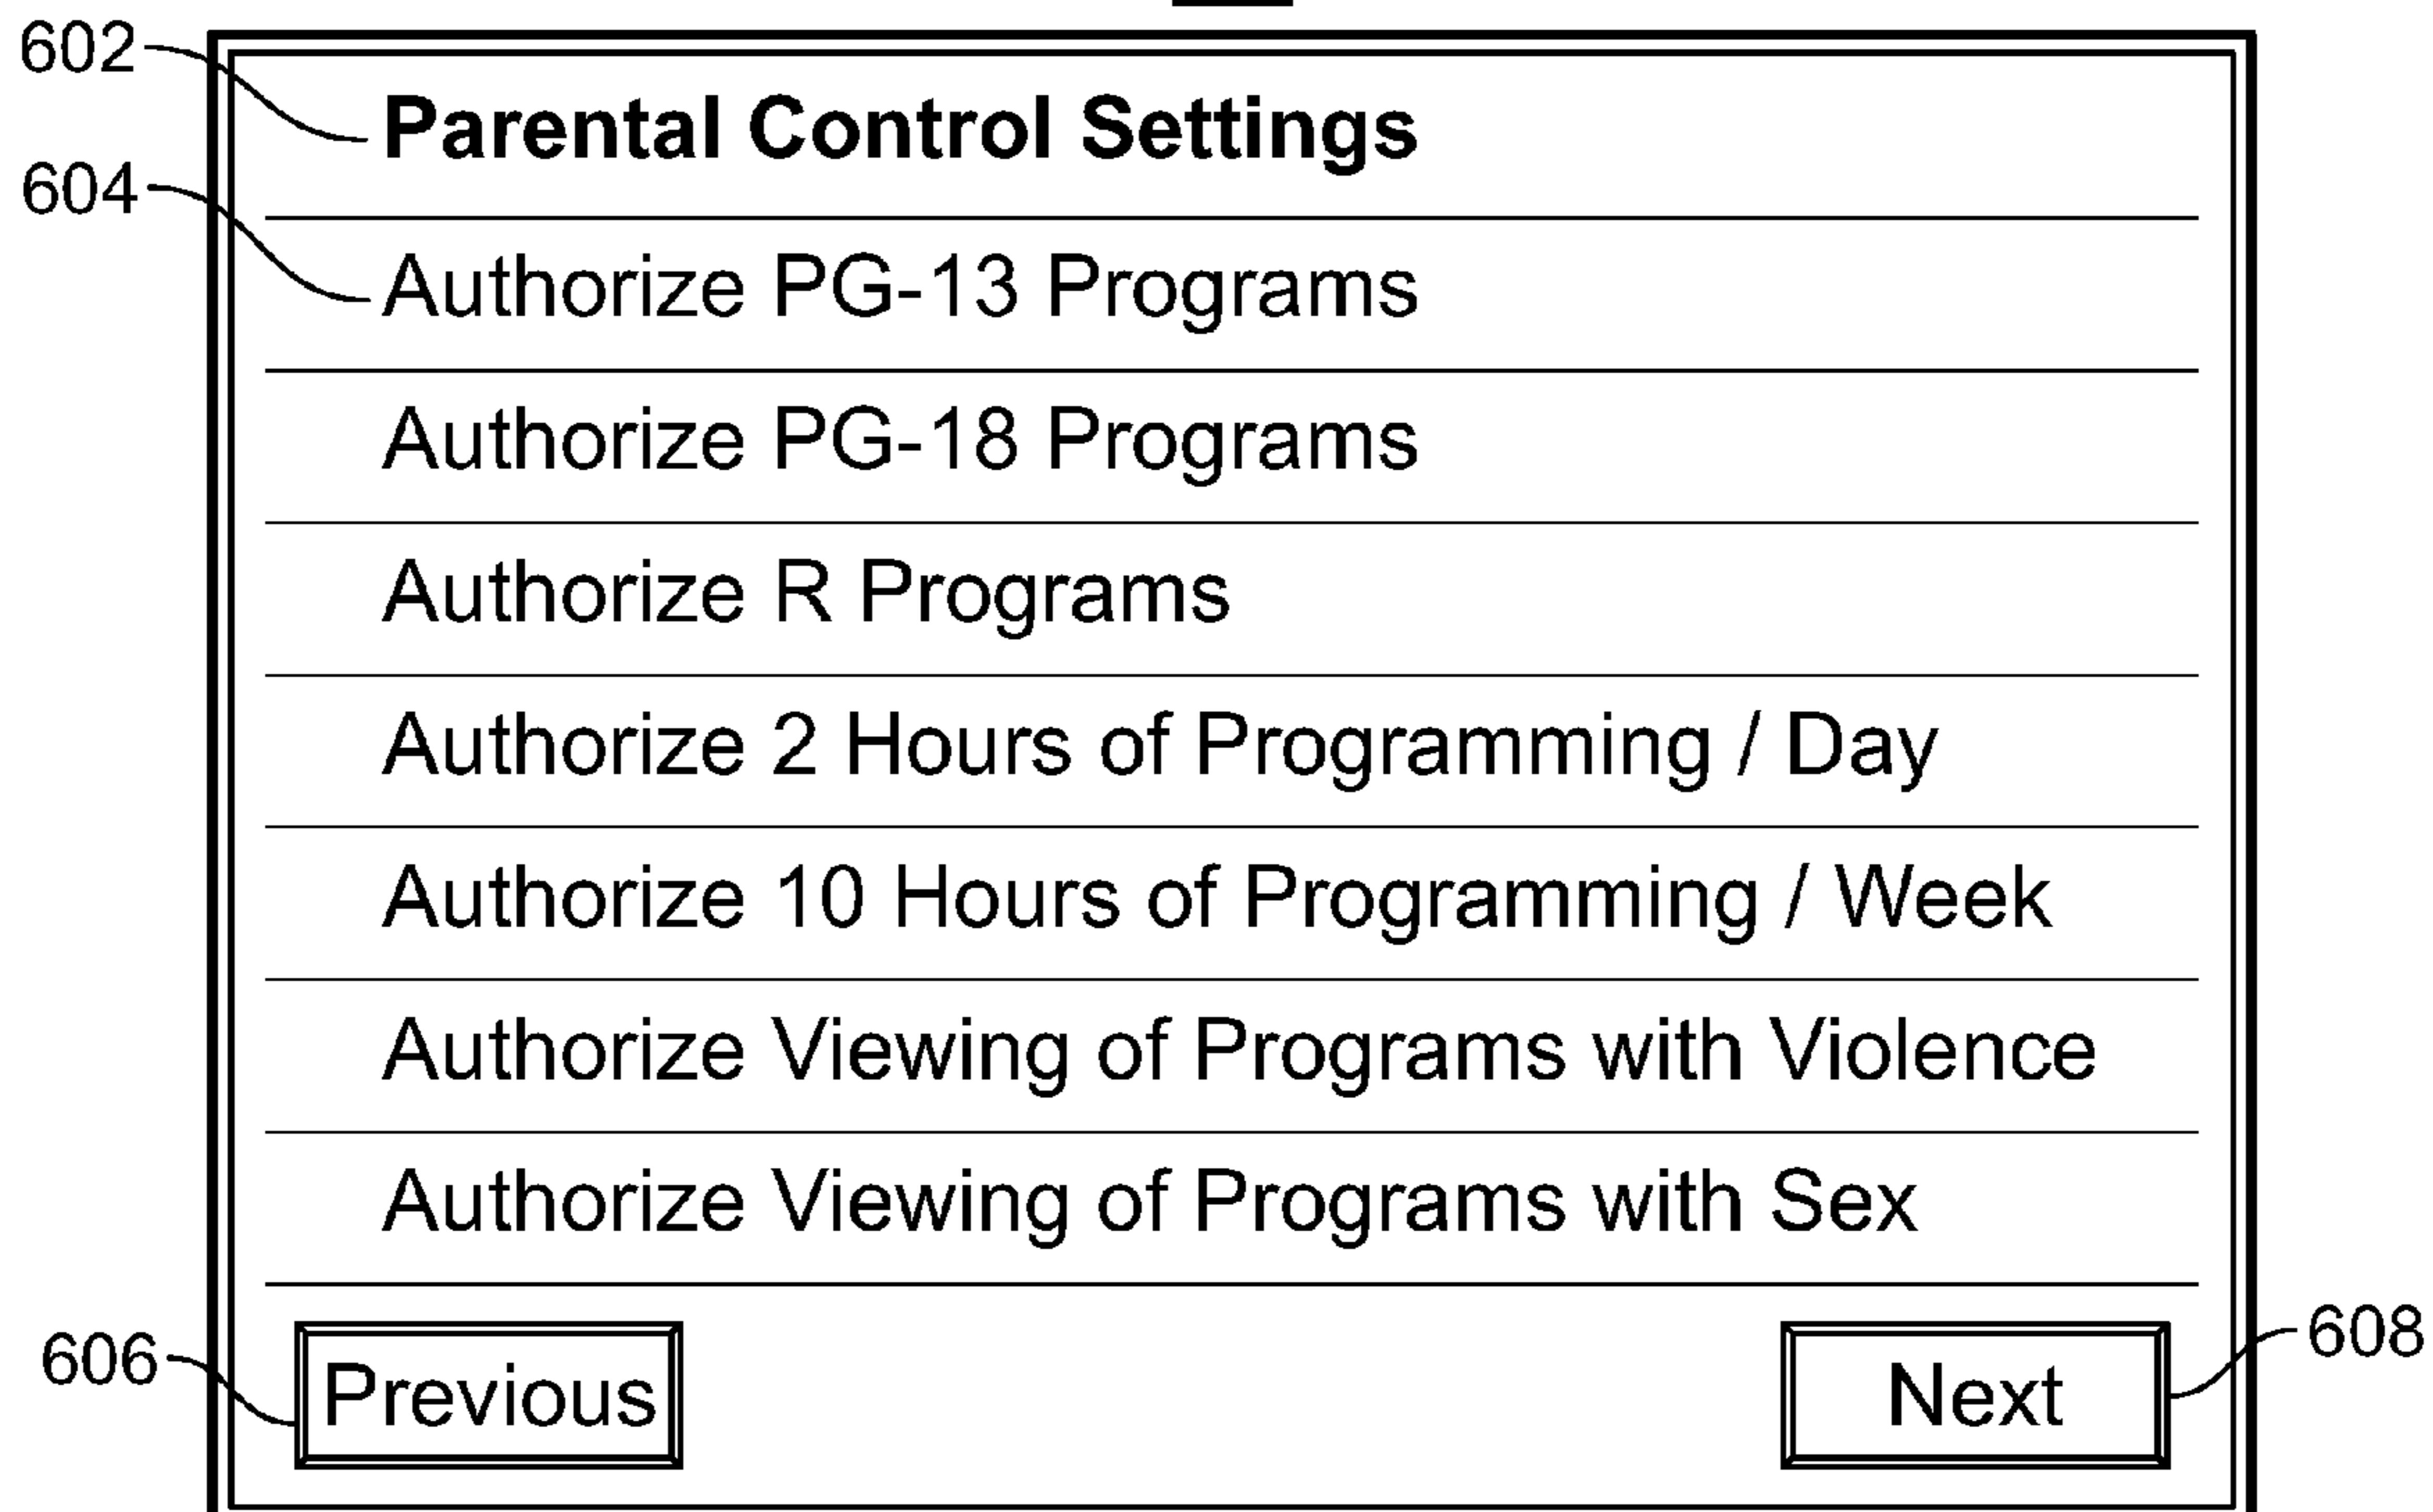 602
Parental Control Settings
604
Authorize PG-13 Programs
Authorize PG-18 Programs
Authorize R Programs
Authorize 2 Hours of Programming / Day
Authorize 10 Hours of Programming / Week
Authorize Viewing of Programs with Violence
Authorize Viewing of Programs with Sex
606
Previous
Next
608